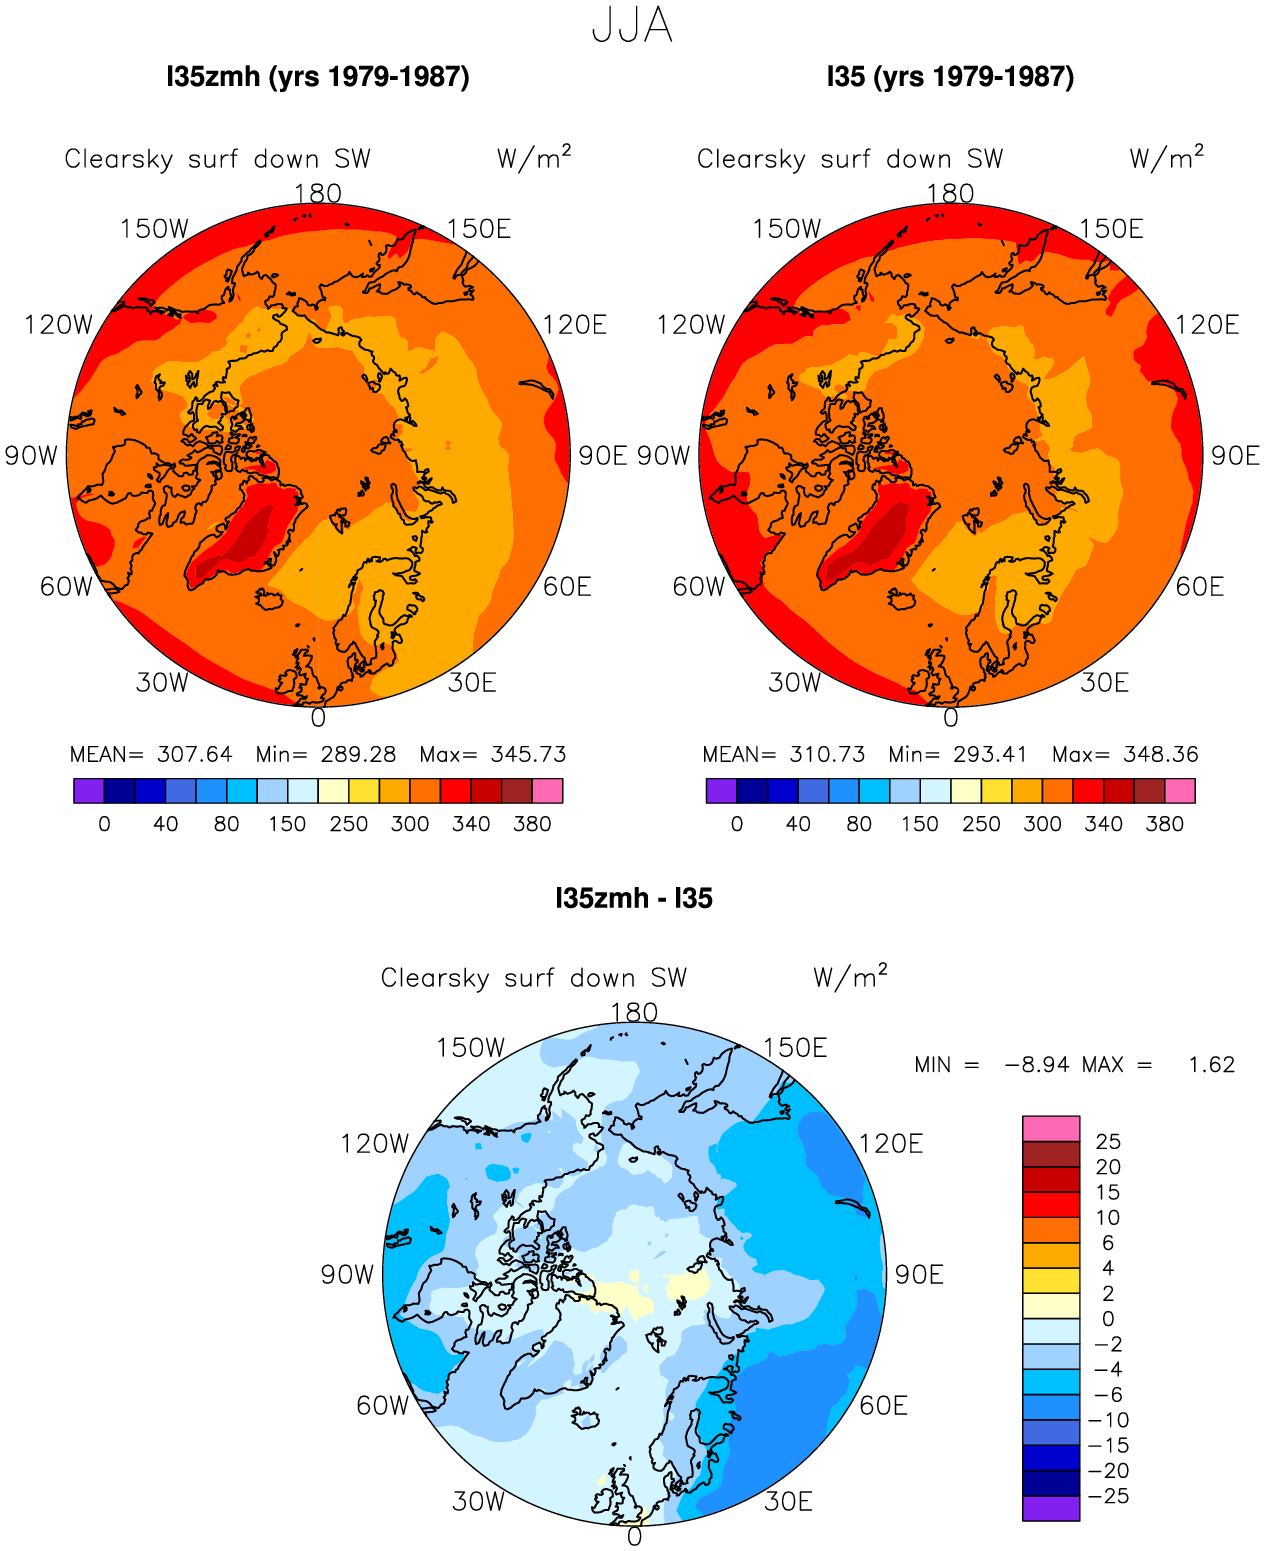 JJA
I35zmh (yrs 1979-1987)
I35 (yrs 1979-1987)
Clearsky surf down SW W/m²
180
150W 150E
120W 120E
90W 90E
60W 60E
30W 30E
0
MEAN= 307.64 Min= 289.28 Max= 345.73
0 40 80 150 250 300 340 380
Clearsky surf down SW W/m²
180
150W 150E
120W 120E
90W 90E
60W 60E
30W 30E
0
MEAN= 310.73 Min= 293.41 Max= 348.36
0 40 80 150 250 300 340 380
I35zmh - I35
Clearsky surf down SW W/m²
180
150W 150E
120W 120E
90W 90E
60W 60E
30W 30E
0
MIN = −8.94 MAX = 1.62
25
20
15
10
6
4
2
0
−2
−4
−6
−10
−15
−20
−25